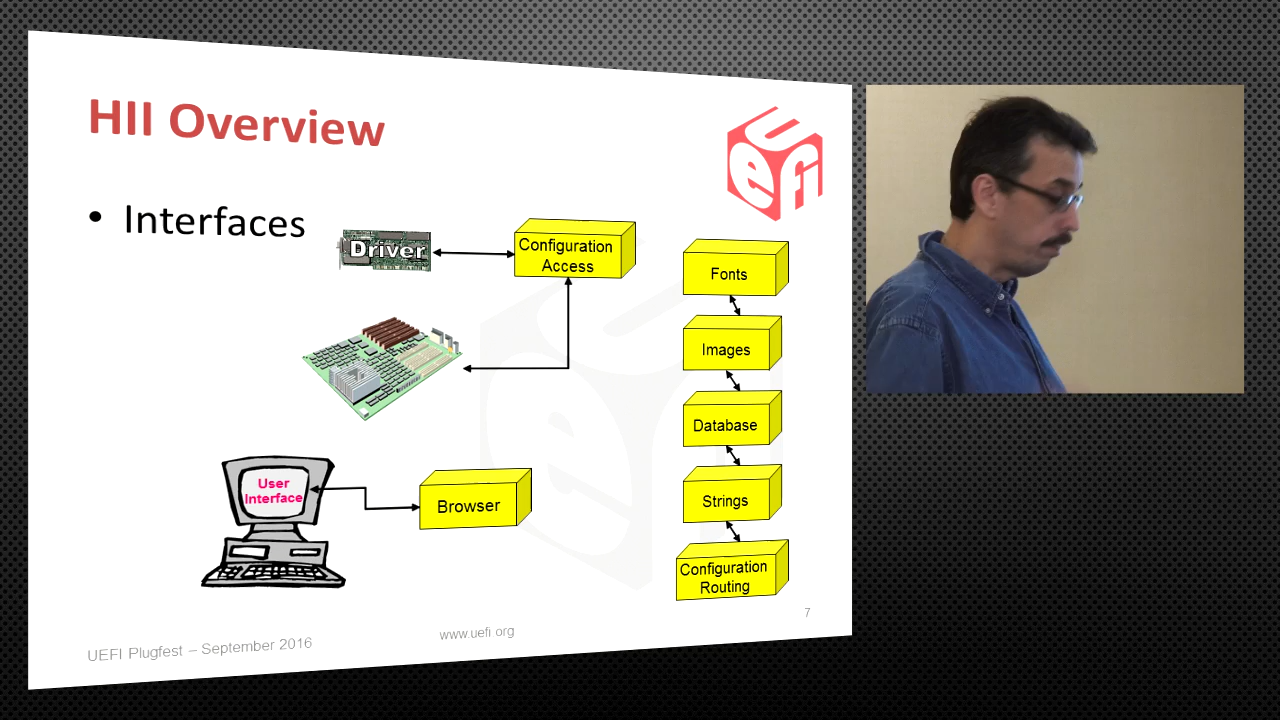 HII Overview
uefi
• Interfaces
Driver
Configuration
Access
Fonts
Images
Database
Strings
Configuration
Routing
User
Interface
Browser
7
UEFI Plugfest – September 2016
www.uefi.org